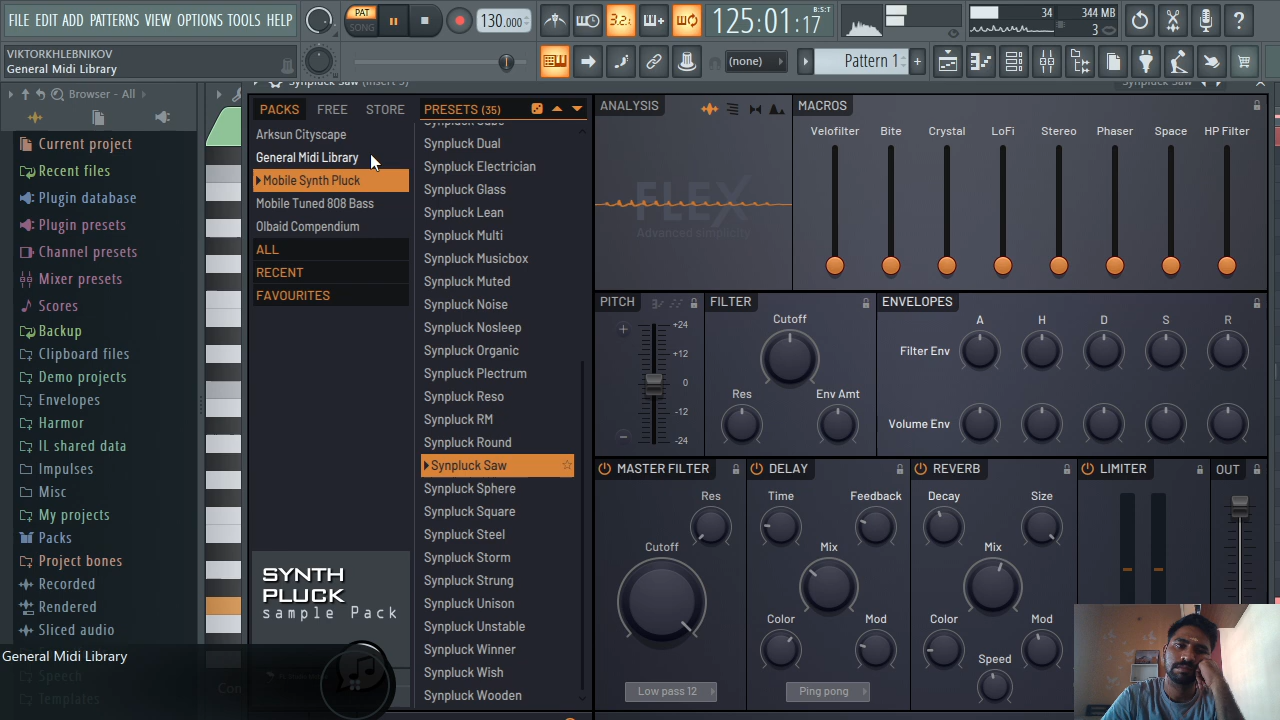 FILE EDIT ADD PATTERNS VIEW OPTIONS TOOLS HELP
PAT
SONG
130.000
3.2:
125:01:17
B:S:T
34
344 MB
3
VIKTORKHLEBNIKOV
General Midi Library
(none)
Pattern 1
Browser - All
Current project
Recent files
Plugin database
Plugin presets
Channel presets
Mixer presets
Scores
Backup
Clipboard files
Demo projects
Envelopes
Harmor
IL shared data
Impulses
Misc
My projects
Packs
Project bones
Recorded
Rendered
Sliced audio
Speech
Templates
General Midi Library
PACKS
FREE
STORE
Arksun Cityscape
General Midi Library
Mobile Synth Pluck
Mobile Tuned 808 Bass
Olbaid Compendium
ALL
RECENT
FAVOURITES
SYNTH
PLUCK
sample Pack
PRESETS (35)
Synpluck Dual
Synpluck Electrician
Synpluck Glass
Synpluck Lean
Synpluck Multi
Synpluck Musicbox
Synpluck Muted
Synpluck Noise
Synpluck Nosleep
Synpluck Organic
Synpluck Plectrum
Synpluck Reso
Synpluck RM
Synpluck Round
Synpluck Saw
Synpluck Sphere
Synpluck Square
Synpluck Steel
Synpluck Storm
Synpluck Strung
Synpluck Unison
Synpluck Unstable
Synpluck Winner
Synpluck Wish
Synpluck Wooden
ANALYSIS
FLEX
Advanced simplicity
MACROS
Velofilter
Bite
Crystal
LoFi
Stereo
Phaser
Space
HP Filter
PITCH
+24
+12
0
-12
-24
FILTER
Cutoff
Res
Env Amt
ENVELOPES
A
H
D
S
R
Filter Env
Volume Env
MASTER FILTER
Res
Cutoff
Low pass 12
DELAY
Time
Feedback
Mix
Color
Mod
Ping pong
REVERB
Decay
Size
Mix
Color
Mod
Speed
LIMITER
OUT